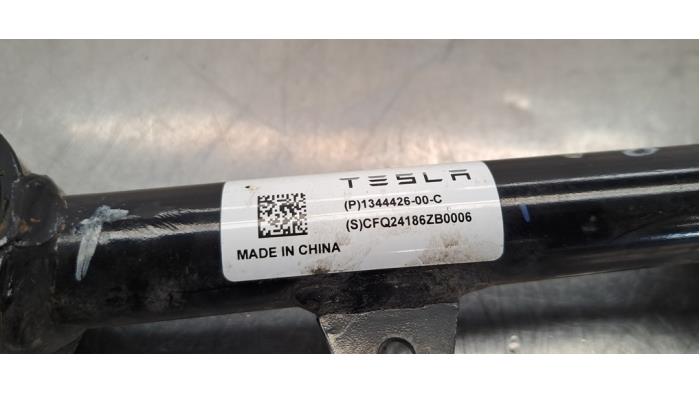 TESLA
(P)1344426-00-C
(S)CFQ24186ZB0006
MADE IN CHINA
T